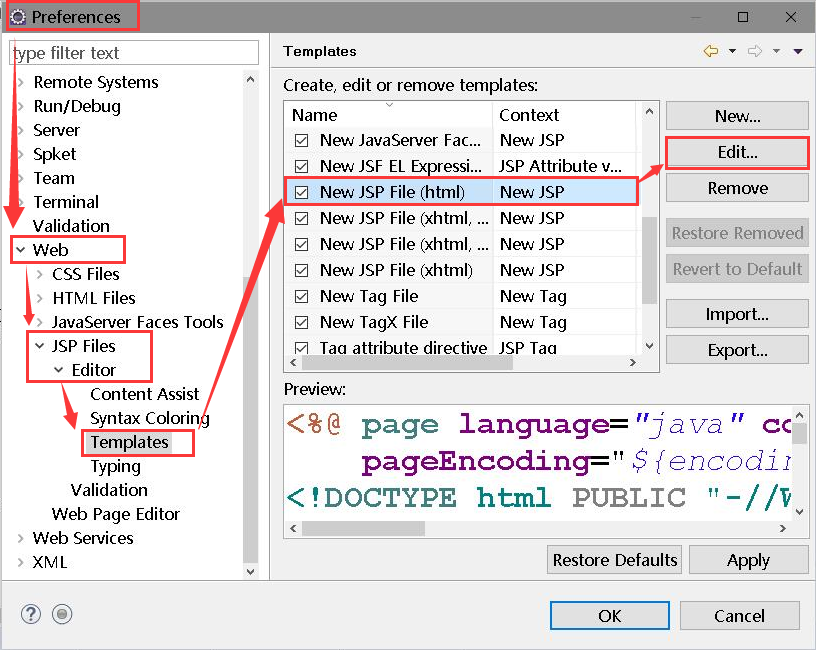 Preferences
type filter text
Remote Systems
Run/Debug
Server
Spket
Team
Terminal
Validation
Web
CSS Files
HTML Files
JavaServer Faces Tools
JSP Files
Editor
Content Assist
Syntax Coloring
Templates
Typing
Validation
Web Page Editor
Web Services
XML
Templates
Create, edit or remove templates:
Name Context
New JavaServer Fac... New JSP
New JSF EL Expressi... JSP Attribute v...
New JSP File (html) New JSP
New JSP File (xhtml, ... New JSP
New JSP File (xhtml, ... New JSP
New JSP File (xhtml) New JSP
New Tag File New Tag
New TagX File New Tag
Tag attribute directive JSP Tag
New...
Edit...
Remove
Restore Removed
Revert to Default
Import...
Export...
Preview:
<%@ page language="java" co
pageEncoding="${encodin
<!DOCTYPE html PUBLIC "-//W
Restore Defaults Apply
OK Cancel